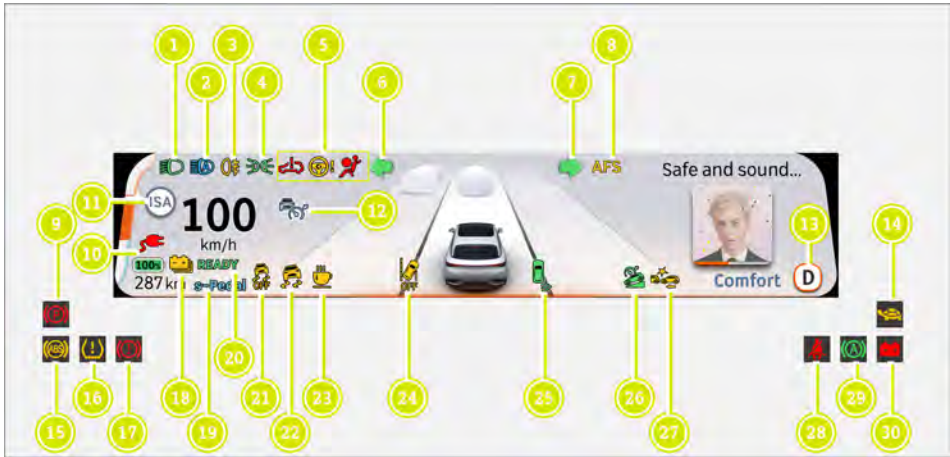 1 2 3 4 5 6 7 8
AFS
Safe and sound...
11 ISA 100 12
km/h
9 10 13 14
100% READY
287 km s-Pedal OFF OFF Comfort D
ABS A
15 16 17 18 19 20 21 22 23 24 25 26 27 28 29 30